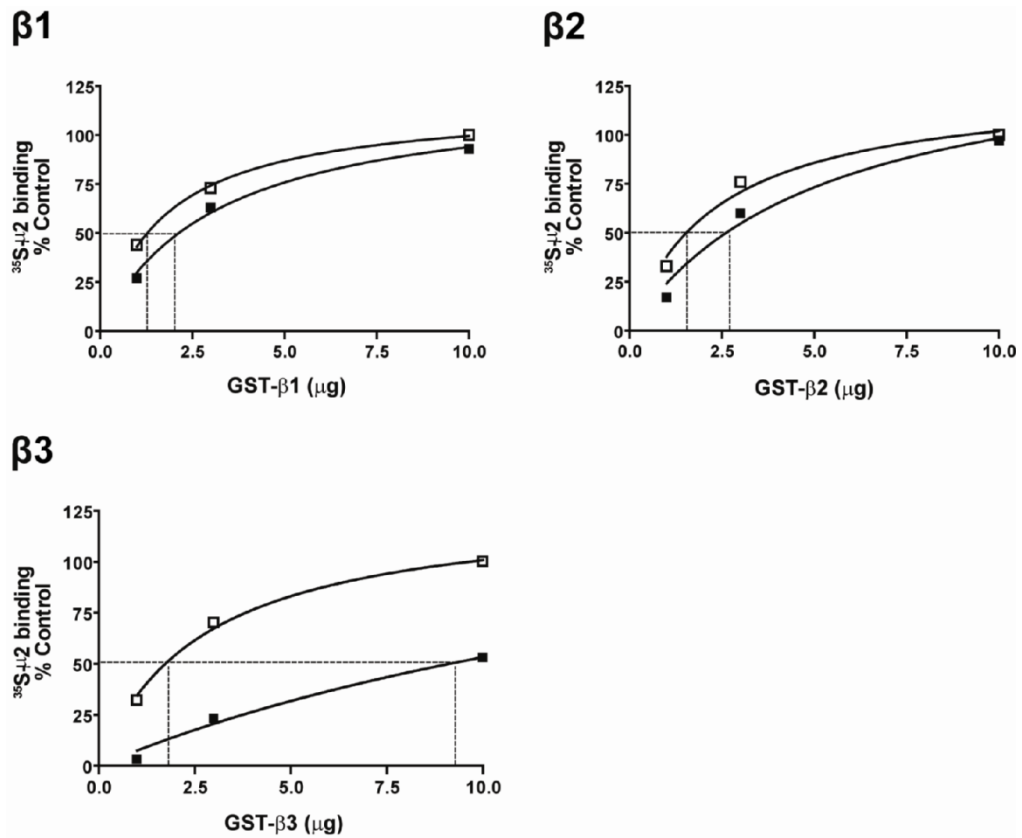 β1
125
100
75
50
25
0
³⁵S-μ2 binding
% Control
0.0 2.5 5.0 7.5 10.0
GST-β1 (μg)
β2
125
100
75
50
25
0
³⁵S-μ2 binding
% Control
0.0 2.5 5.0 7.5 10.0
GST-β2 (μg)
β3
125
100
75
50
25
0
³⁵S-μ2 binding
% Control
0.0 2.5 5.0 7.5 10.0
GST-β3 (μg)